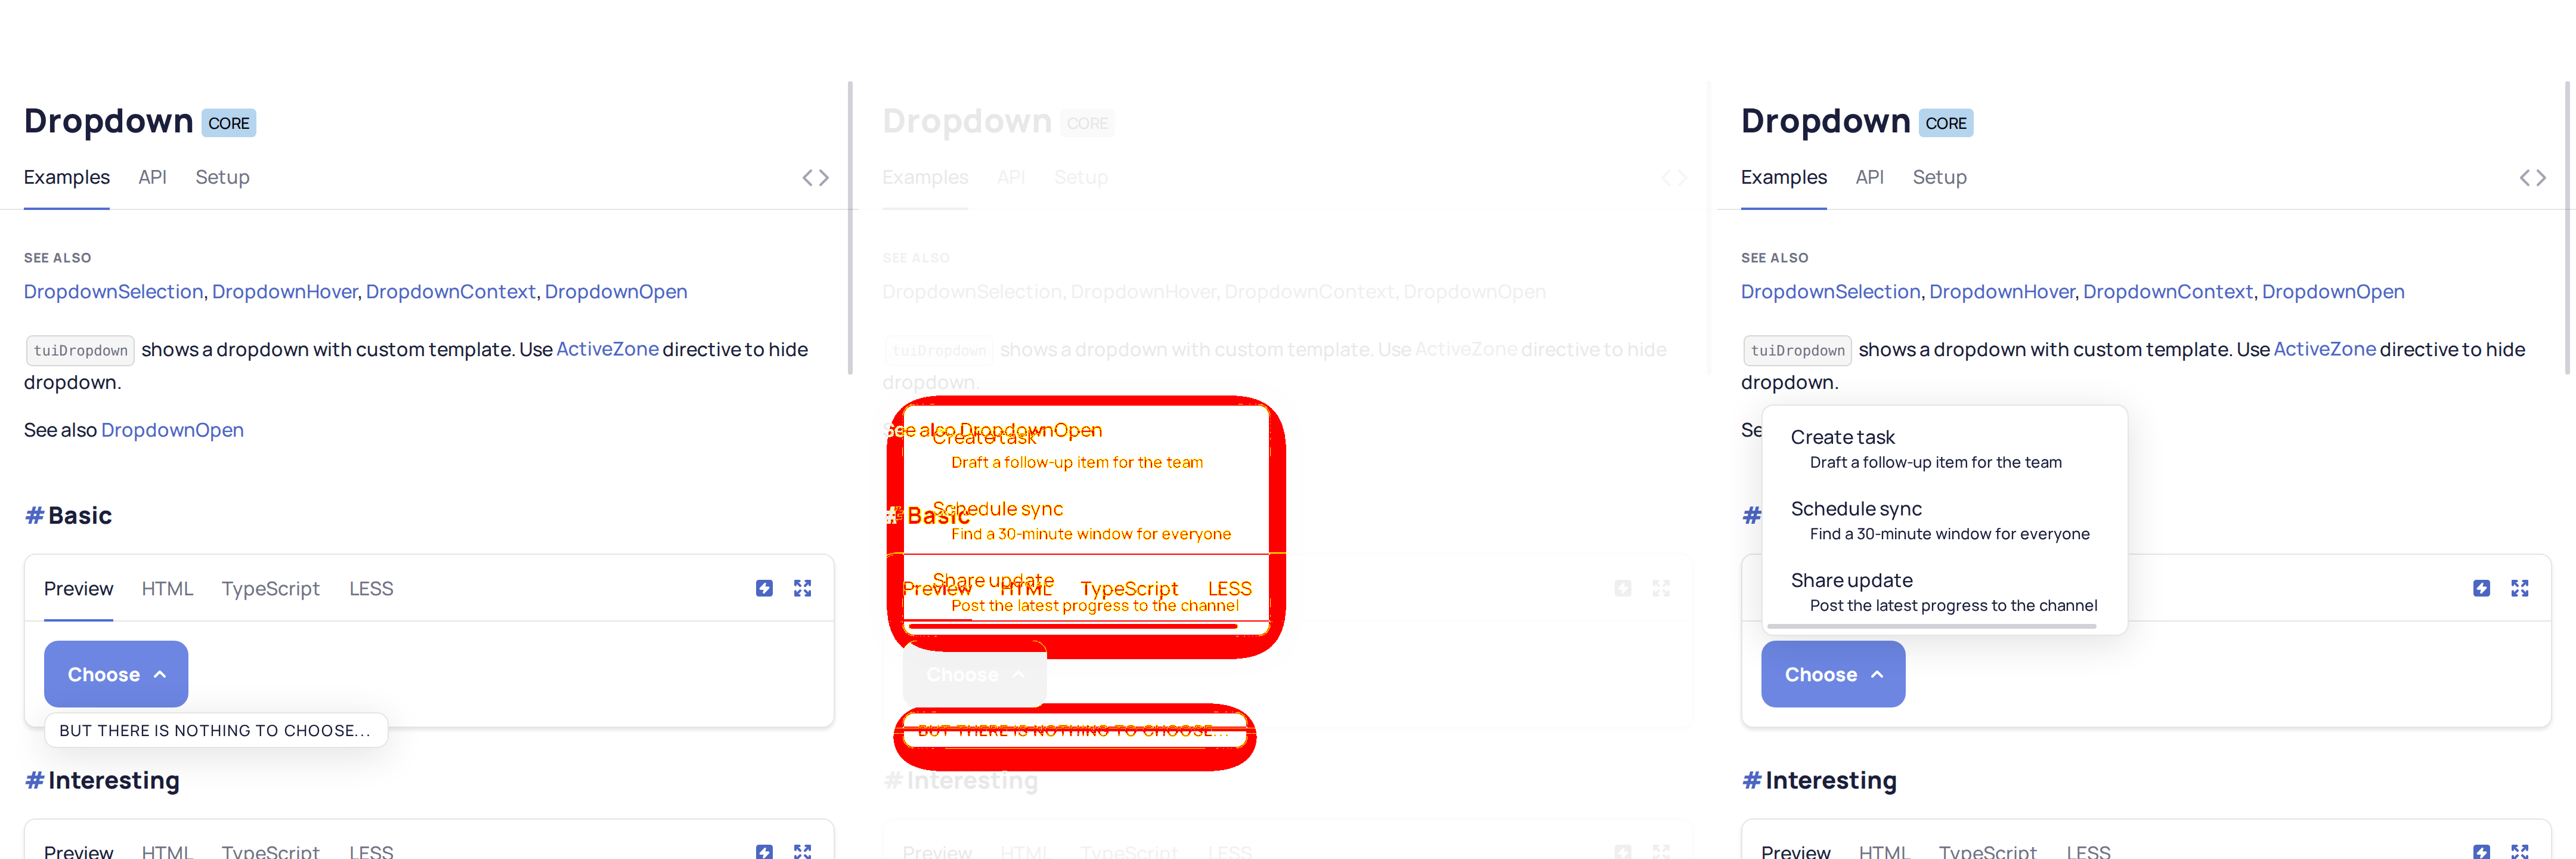 Dropdown CORE
Examples API Setup
SEE ALSO
DropdownSelection, DropdownHover, DropdownContext, DropdownOpen
tuiDropdown shows a dropdown with custom template. Use ActiveZone directive to hide
dropdown.
See also DropdownOpen
# Basic
Preview HTML TypeScript LESS
Choose
BUT THERE IS NOTHING TO CHOOSE...
# Interesting
Preview HTML TypeScript LESS
Dropdown CORE
Examples API Setup
SEE ALSO
DropdownSelection, DropdownHover, DropdownContext, DropdownOpen
tuiDropdown shows a dropdown with custom template. Use ActiveZone directive to hide
dropdown.
See also DropdownOpen
Create task
Draft a follow-up item for the team
Schedule sync
# Basic
Find a 30-minute window for everyone
Share update
Preview HTML TypeScript LESS
Post the latest progress to the channel
Choose
BUT THERE IS NOTHING TO CHOOSE...
# Interesting
Preview HTML TypeScript LESS
Dropdown CORE
Examples API Setup
SEE ALSO
DropdownSelection, DropdownHover, DropdownContext, DropdownOpen
tuiDropdown shows a dropdown with custom template. Use ActiveZone directive to hide
dropdown.
Se
Create task
Draft a follow-up item for the team
Schedule sync
#
Find a 30-minute window for everyone
Share update
Post the latest progress to the channel
Choose
# Interesting
Preview HTML TypeScript LESS